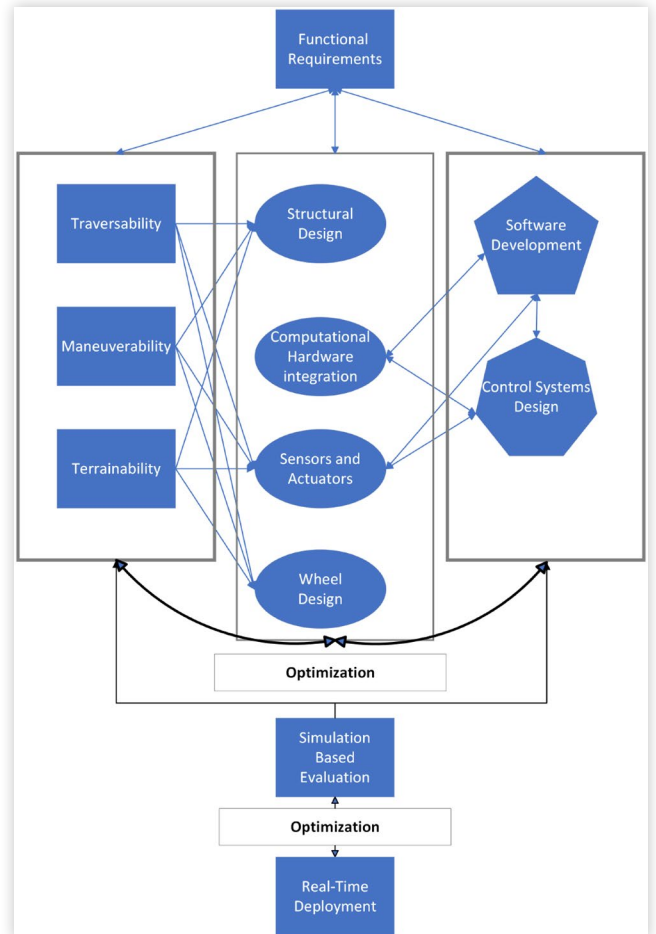 Functional
Requirements
Traversability
Maneuverability
Terrainability
Structural
Design
Computational
Hardware
integration
Sensors and
Actuators
Wheel
Design
Software
Development
Control Systems
Design
Optimization
Simulation
Based
Evaluation
Optimization
Real-Time
Deployment